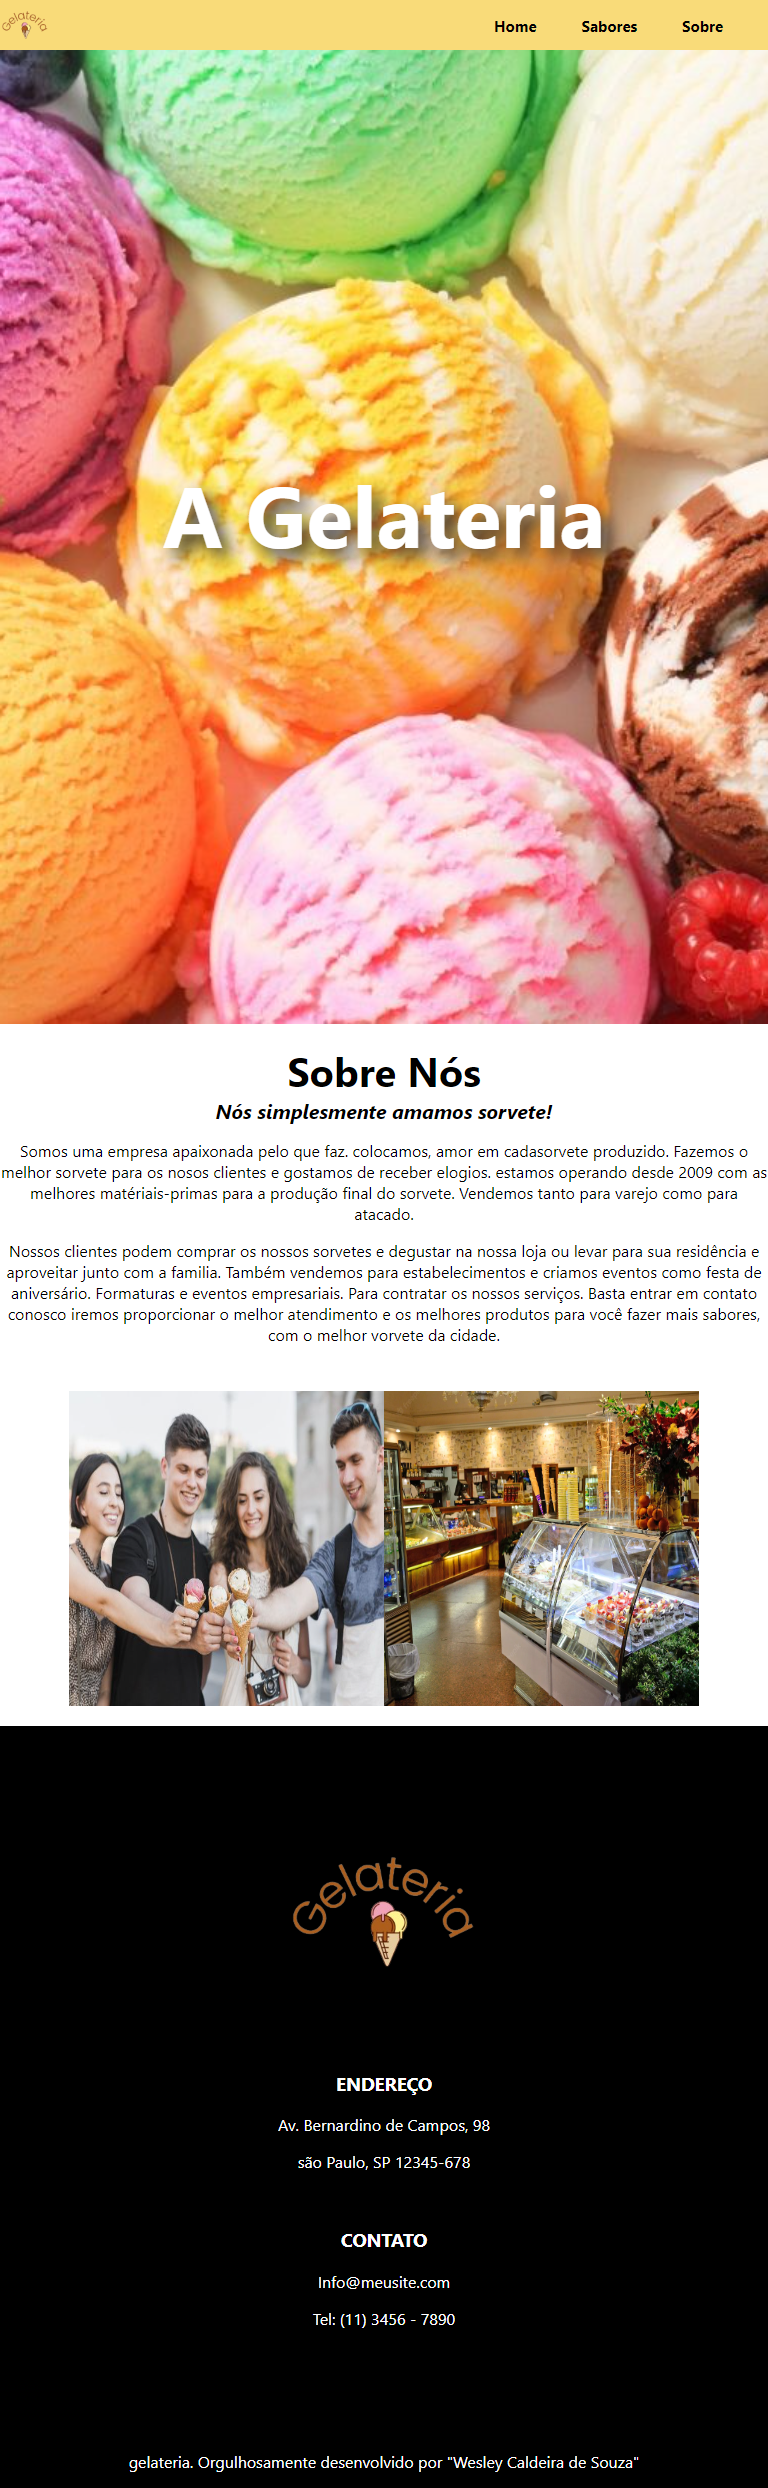 Gelateria
Home Sabores Sobre
A Gelateria
Sobre Nós
Nós simplesmente amamos sorvete!
Somos uma empresa apaixonada pelo que faz. colocamos, amor em cadasorvete produzido. Fazemos o
melhor sorvete para os nosos clientes e gostamos de receber elogios. estamos operando desde 2009 com as
melhores matériais-primas para a produção final do sorvete. Vendemos tanto para varejo como para
atacado.
Nossos clientes podem comprar os nossos sorvetes e degustar na nossa loja ou levar para sua residência e
aproveitar junto com a familia. Também vendemos para estabelecimentos e criamos eventos como festa de
aniversário. Formaturas e eventos empresariais. Para contratar os nossos serviços. Basta entrar em contato
conosco iremos proporcionar o melhor atendimento e os melhores produtos para você fazer mais sabores,
com o melhor vorvete da cidade.
Gelateria
ENDEREÇO
Av. Bernardino de Campos, 98
são Paulo, SP 12345-678
CONTATO
Info@meusite.com
Tel: (11) 3456 - 7890
gelateria. Orgulhosamente desenvolvido por "Wesley Caldeira de Souza"